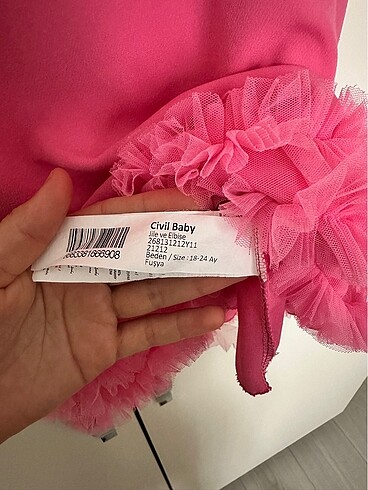 Civil Baby
Jile ve Elbise
268131212Y11
21212
Beden / Size : 18-24 Ay
Fuşya